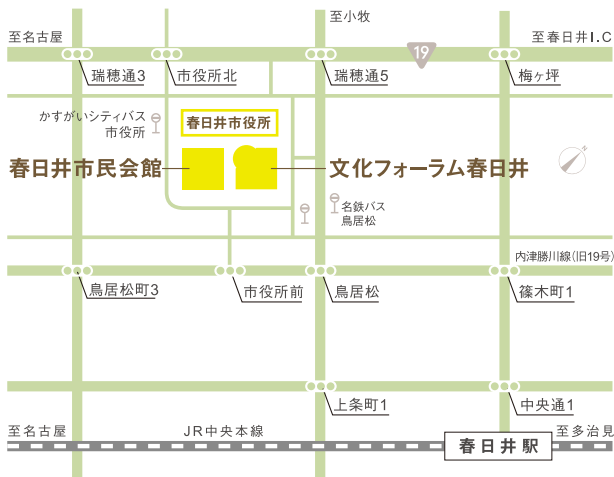 至小牧
至名古屋
19
至春日井I.C
瑞穂通3
市役所北
瑞穂通5
梅ヶ坪
かすがいシティバス
市役所
春日井市役所
春日井市民会館
文化フォーラム春日井
名鉄バス
鳥居松
内津勝川線(旧19号)
鳥居松町3
市役所前
鳥居松
篠木町1
上条町1
中央通1
至名古屋
JR中央本線
春日井駅
至多治見